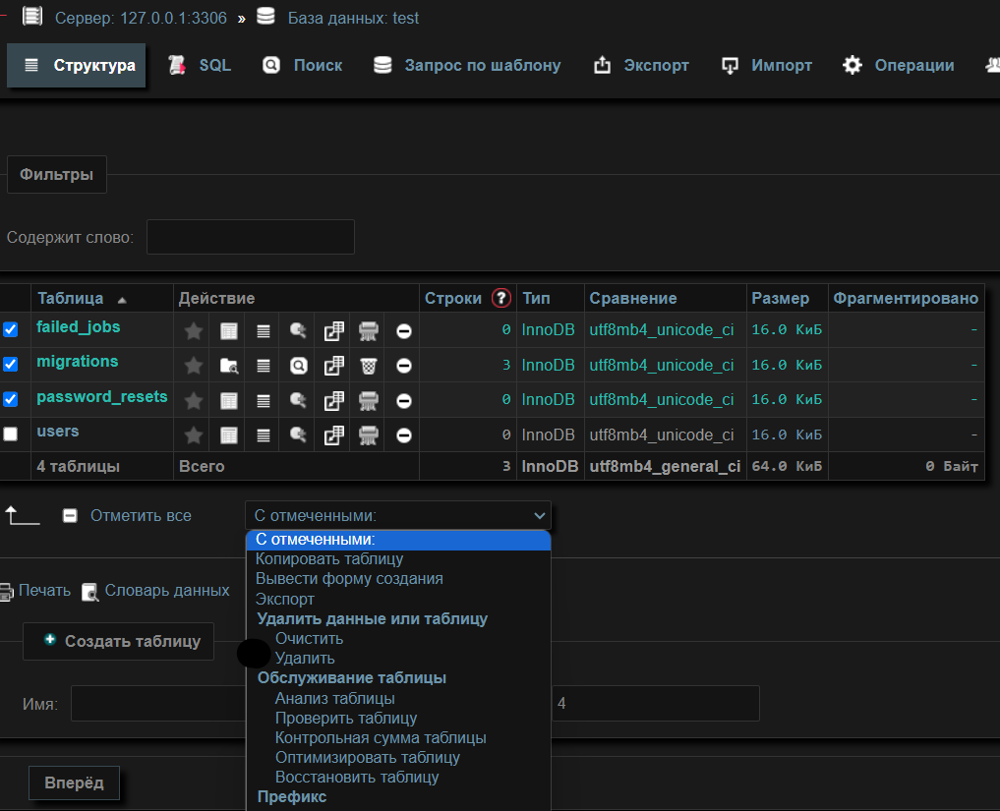 Сервер: 127.0.0.1:3306 » База данных: test
Структура SQL Поиск Запрос по шаблону Экспорт Импорт Операции
Фильтры
Содержит слово:
Таблица Действие Строки ? Тип Сравнение Размер Фрагментировано
failed_jobs 0 InnoDB utf8mb4_unicode_ci 16.0 КиБ -
migrations 3 InnoDB utf8mb4_unicode_ci 16.0 КиБ -
password_resets 0 InnoDB utf8mb4_unicode_ci 16.0 КиБ -
users 0 InnoDB utf8mb4_unicode_ci 16.0 КиБ -
4 таблицы Всего 3 InnoDB utf8mb4_general_ci 64.0 КиБ 0 Байт
Отметить все С отмеченными:
С отмеченными:
Копировать таблицу
Вывести форму создания
Экспорт
Удалить данные или таблицу
Очистить
Удалить
Обслуживание таблицы
Анализ таблицы
Проверить таблицу
Контрольная сумма таблицы
Оптимизировать таблицу
Восстановить таблицу
Префикс
Печать Словарь данных
Создать таблицу
Имя: 4
Вперёд